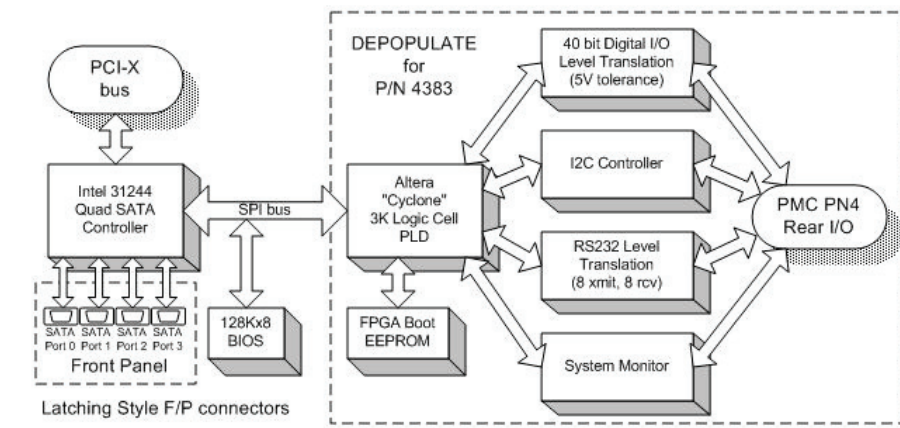 PCI-X
bus
DEPOPULATE
for
P/N 4383
40 bit Digital I/O
Level Translation
(5V tolerance)
Intel 31244
Quad SATA
Controller
SPI bus
Altera
"Cyclone"
3K Logic Cell
PLD
I2C Controller
PMC PN4
Rear I/O
RS232 Level
Translation
(8 xmit, 8 rcv)
SATA SATA SATA SATA
Port 0 Port 1 Port 2 Port 3
Front Panel
128Kx8
BIOS
FPGA Boot
EEPROM
System Monitor
Latching Style F/P connectors